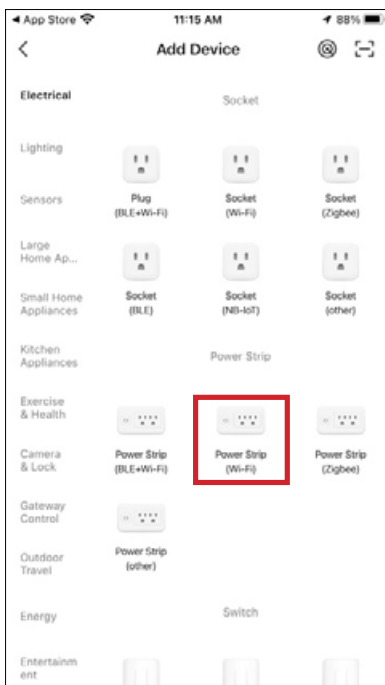 App Store
11:15 AM
88%
Add Device
Electrical
Lighting
Sensors
Large
Home Ap...
Small Home
Appliances
Kitchen
Appliances
Exercise
& Health
Camera
& Lock
Gateway
Control
Outdoor
Travel
Energy
Entertainm
ent
Socket
Plug
(BLE+Wi-Fi)
Socket
(Wi-Fi)
Socket
(Zigbee)
Socket
(BLE)
Socket
(NB-IoT)
Socket
(other)
Power Strip
Power Strip
(BLE+Wi-Fi)
Power Strip
(Wi-Fi)
Power Strip
(Zigbee)
Power Strip
(other)
Switch